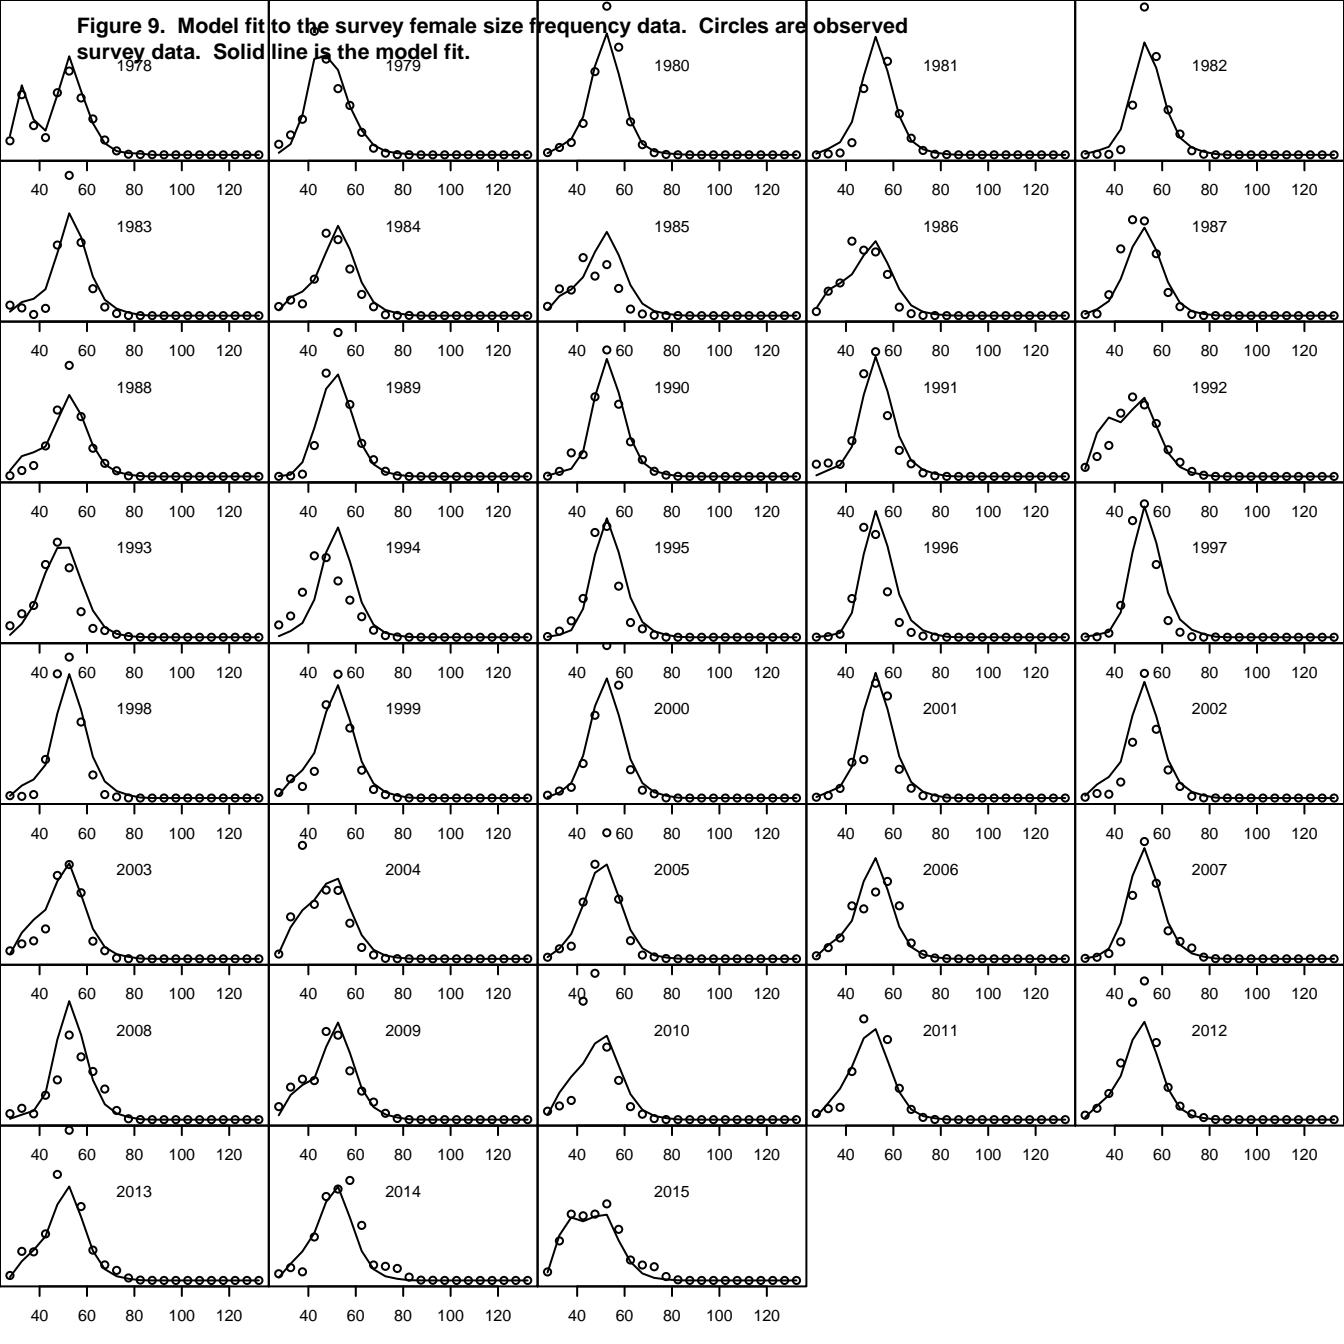 Figure 9.  Model fit to the survey female size frequency data.  Circles are observed
survey data.  Solid line is the model fit.
1978 1979 1980 1981 1982
40 60 80 100 120 40 60 80 100 120 40 60 80 100 120 40 60 80 100 120 40 60 80 100 120
1983 1984 1985 1986 1987
40 60 80 100 120 40 60 80 100 120 40 60 80 100 120 40 60 80 100 120 40 60 80 100 120
1988 1989 1990 1991 1992
40 60 80 100 120 40 60 80 100 120 40 60 80 100 120 40 60 80 100 120 40 60 80 100 120
1993 1994 1995 1996 1997
40 60 80 100 120 40 60 80 100 120 40 60 80 100 120 40 60 80 100 120 40 60 80 100 120
1998 1999 2000 2001 2002
40 60 80 100 120 40 60 80 100 120 40 60 80 100 120 40 60 80 100 120 40 60 80 100 120
2003 2004 2005 2006 2007
40 60 80 100 120 40 60 80 100 120 40 60 80 100 120 40 60 80 100 120 40 60 80 100 120
2008 2009 2010 2011 2012
40 60 80 100 120 40 60 80 100 120 40 60 80 100 120 40 60 80 100 120 40 60 80 100 120
2013 2014 2015
40 60 80 100 120 40 60 80 100 120 40 60 80 100 120